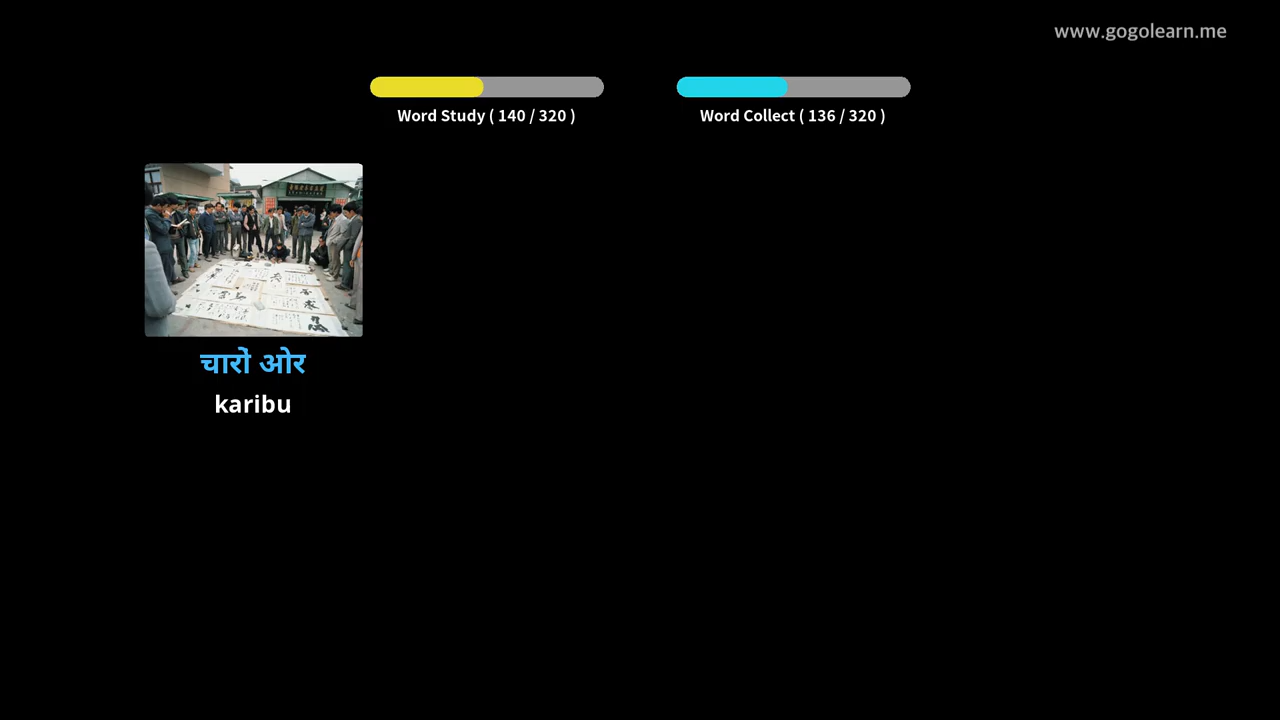 www.gogolearn.me
Word Study ( 140 / 320 )
Word Collect ( 136 / 320 )
चारों ओर
karibu